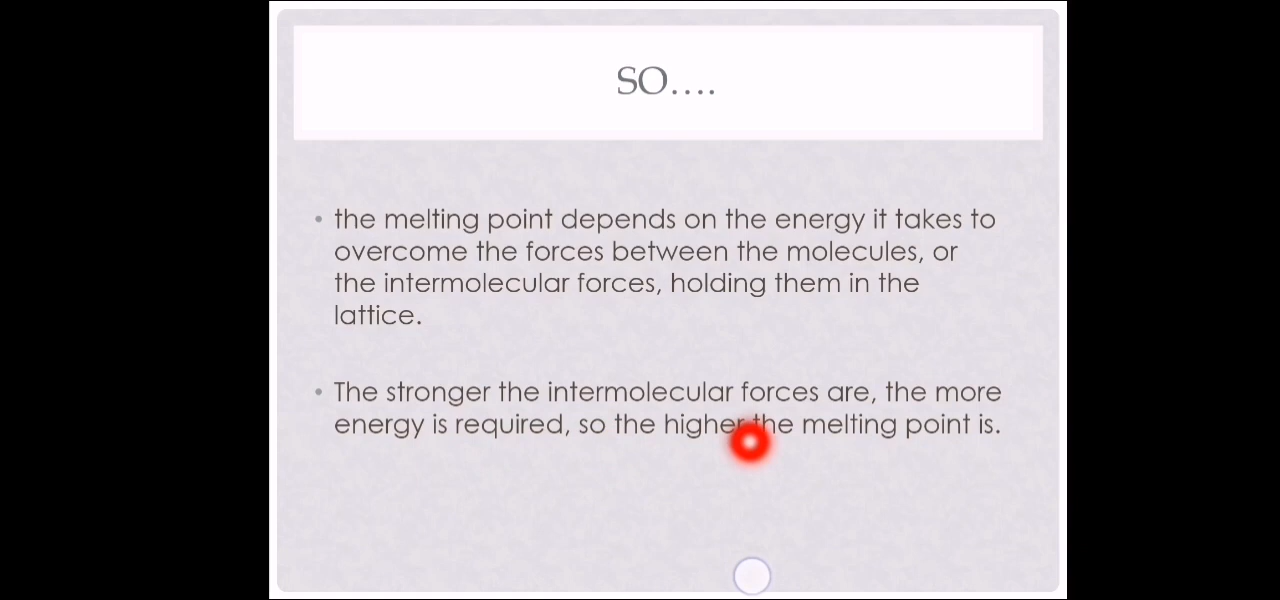 SO....
• the melting point depends on the energy it takes to
overcome the forces between the molecules, or
the intermolecular forces, holding them in the
lattice.
• The stronger the intermolecular forces are, the more
energy is required, so the higher the melting point is.